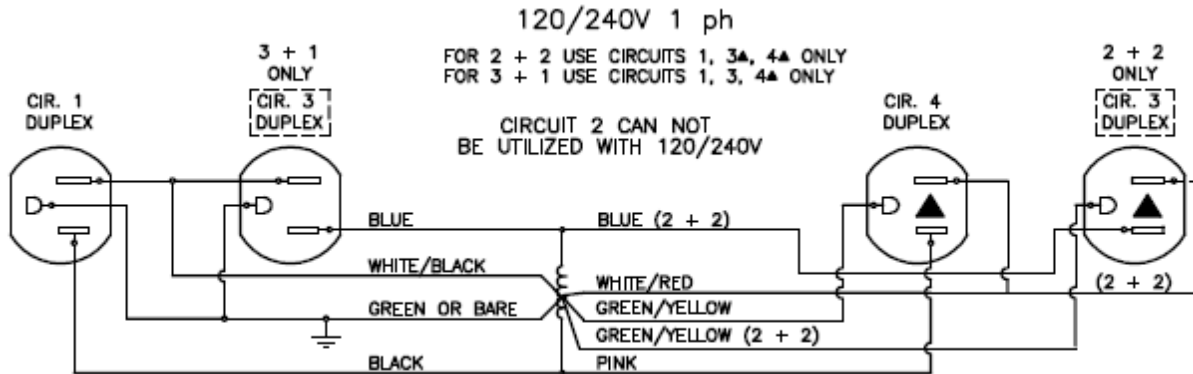 120/240V 1 ph
FOR 2 + 2 USE CIRCUITS 1, 3▲, 4▲ ONLY
FOR 3 + 1 USE CIRCUITS 1, 3, 4▲ ONLY
CIRCUIT 2 CAN NOT
BE UTILIZED WITH 120/240V
CIR. 1
DUPLEX
3 + 1
ONLY
CIR. 3
DUPLEX
CIR. 4
DUPLEX
2 + 2
ONLY
CIR. 3
DUPLEX
BLUE
BLUE (2 + 2)
WHITE/BLACK
WHITE/RED
(2 + 2)
GREEN OR BARE
GREEN/YELLOW
GREEN/YELLOW (2 + 2)
BLACK
PINK